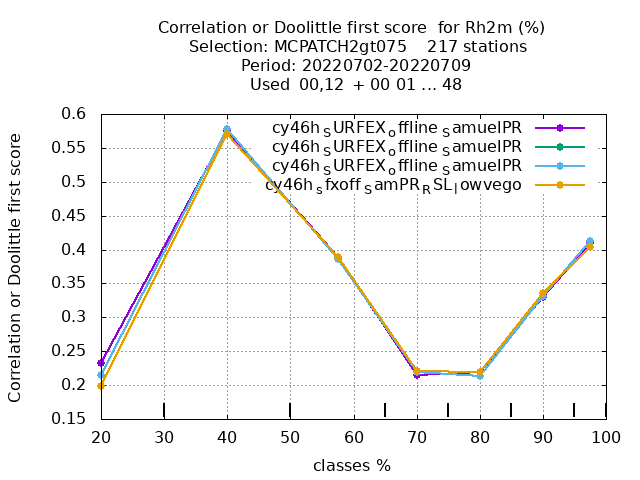 Correlation or Doolittle first score  for Rh2m (%)
Selection: MCPATCH2gt075    217 stations
Period: 20220702-20220709
Used  00,12  + 00 01 ... 48
Correlation or Doolittle first score
0.6
0.55
0.5
0.45
0.4
0.35
0.3
0.25
0.2
0.15
cy46h_SURFEX_offline_SamuelPR
cy46h_SURFEX_offline_SamuelPR
cy46h_SURFEX_offline_SamuelPR
cy46h_sfxoff_SamPR_RSL_lowvego
20 30 40 50 60 70 80 90 100
classes %